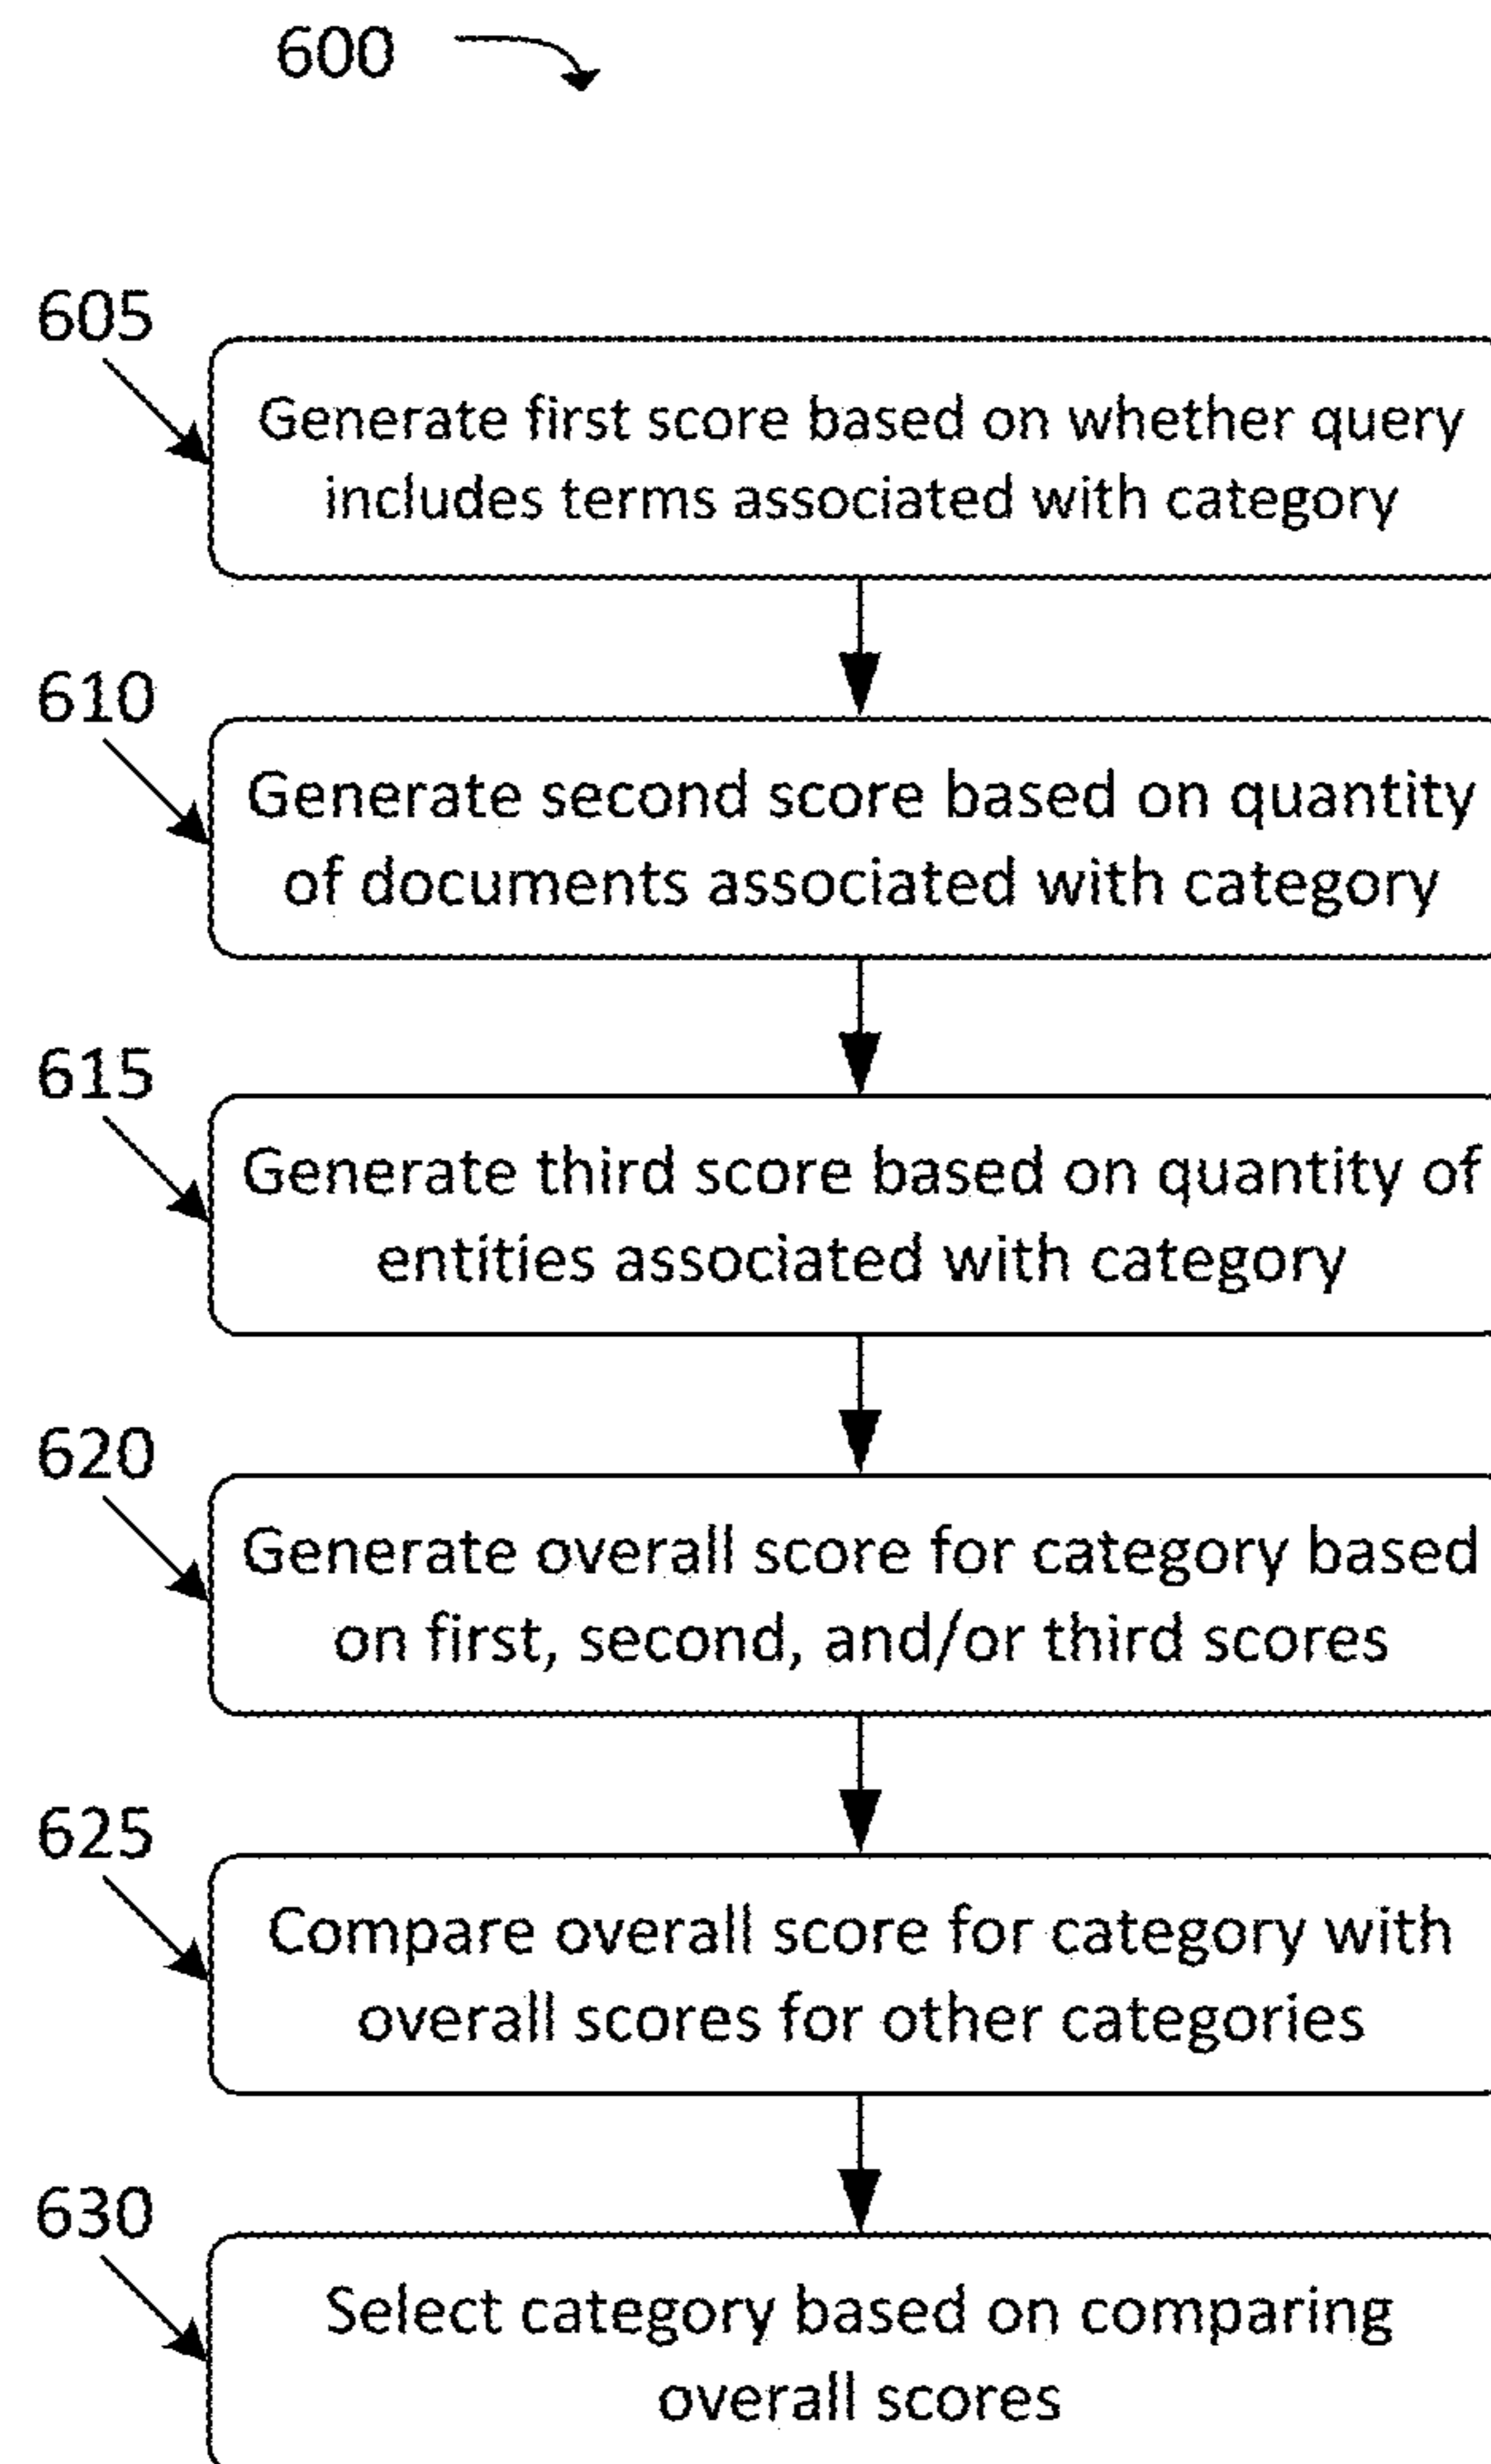 600
605
Generate first score based on whether query
includes terms associated with category
610
Generate second score based on quantity
of documents associated with category
615
Generate third score based on quantity of
entities associated with category
620
Generate overall score for category based
on first, second, and/or third scores
625
Compare overall score for category with
overall scores for other categories
630
Select category based on comparing
overall scores